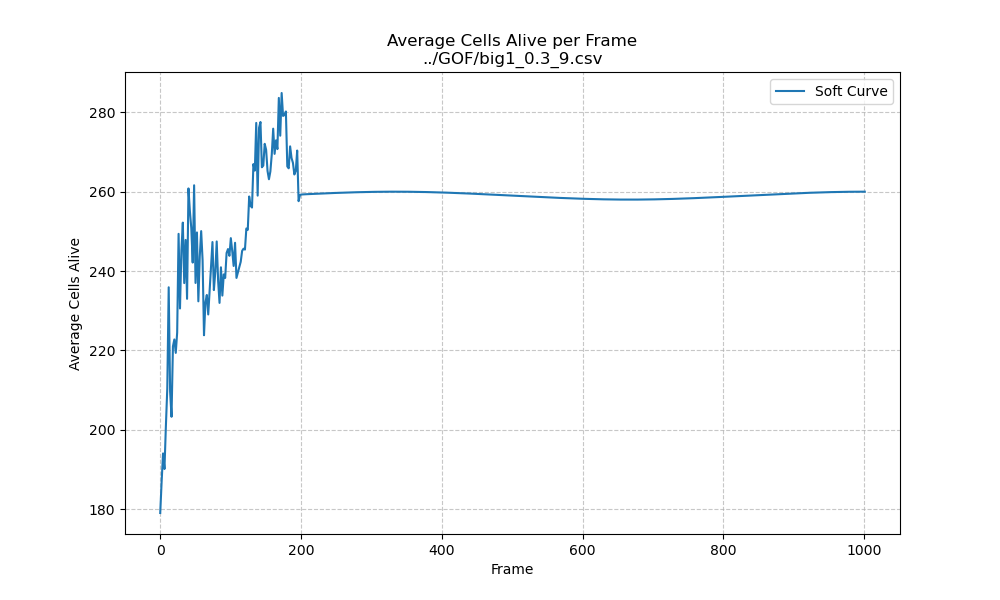 Average Cells Alive per Frame
../GOF/big1_0.3_9.csv
Soft Curve
Average Cells Alive
280
260
240
220
200
180
0 200 400 600 800 1000
Frame